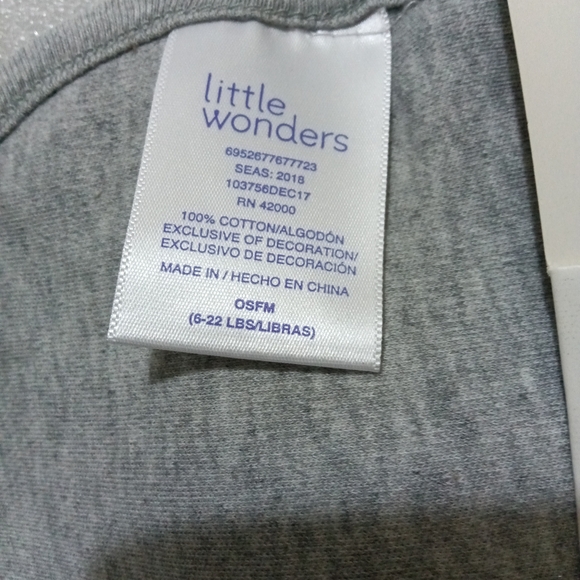 little
wonders
6952677677723
SEAS: 2018
103756DEC17
RN 42000
100% COTTON/ALGODÓN
EXCLUSIVE OF DECORATION/
EXCLUSIVO DE DECORACIÓN
MADE IN / HECHO EN CHINA
OSFM
(6-22 LBS/LIBRAS)